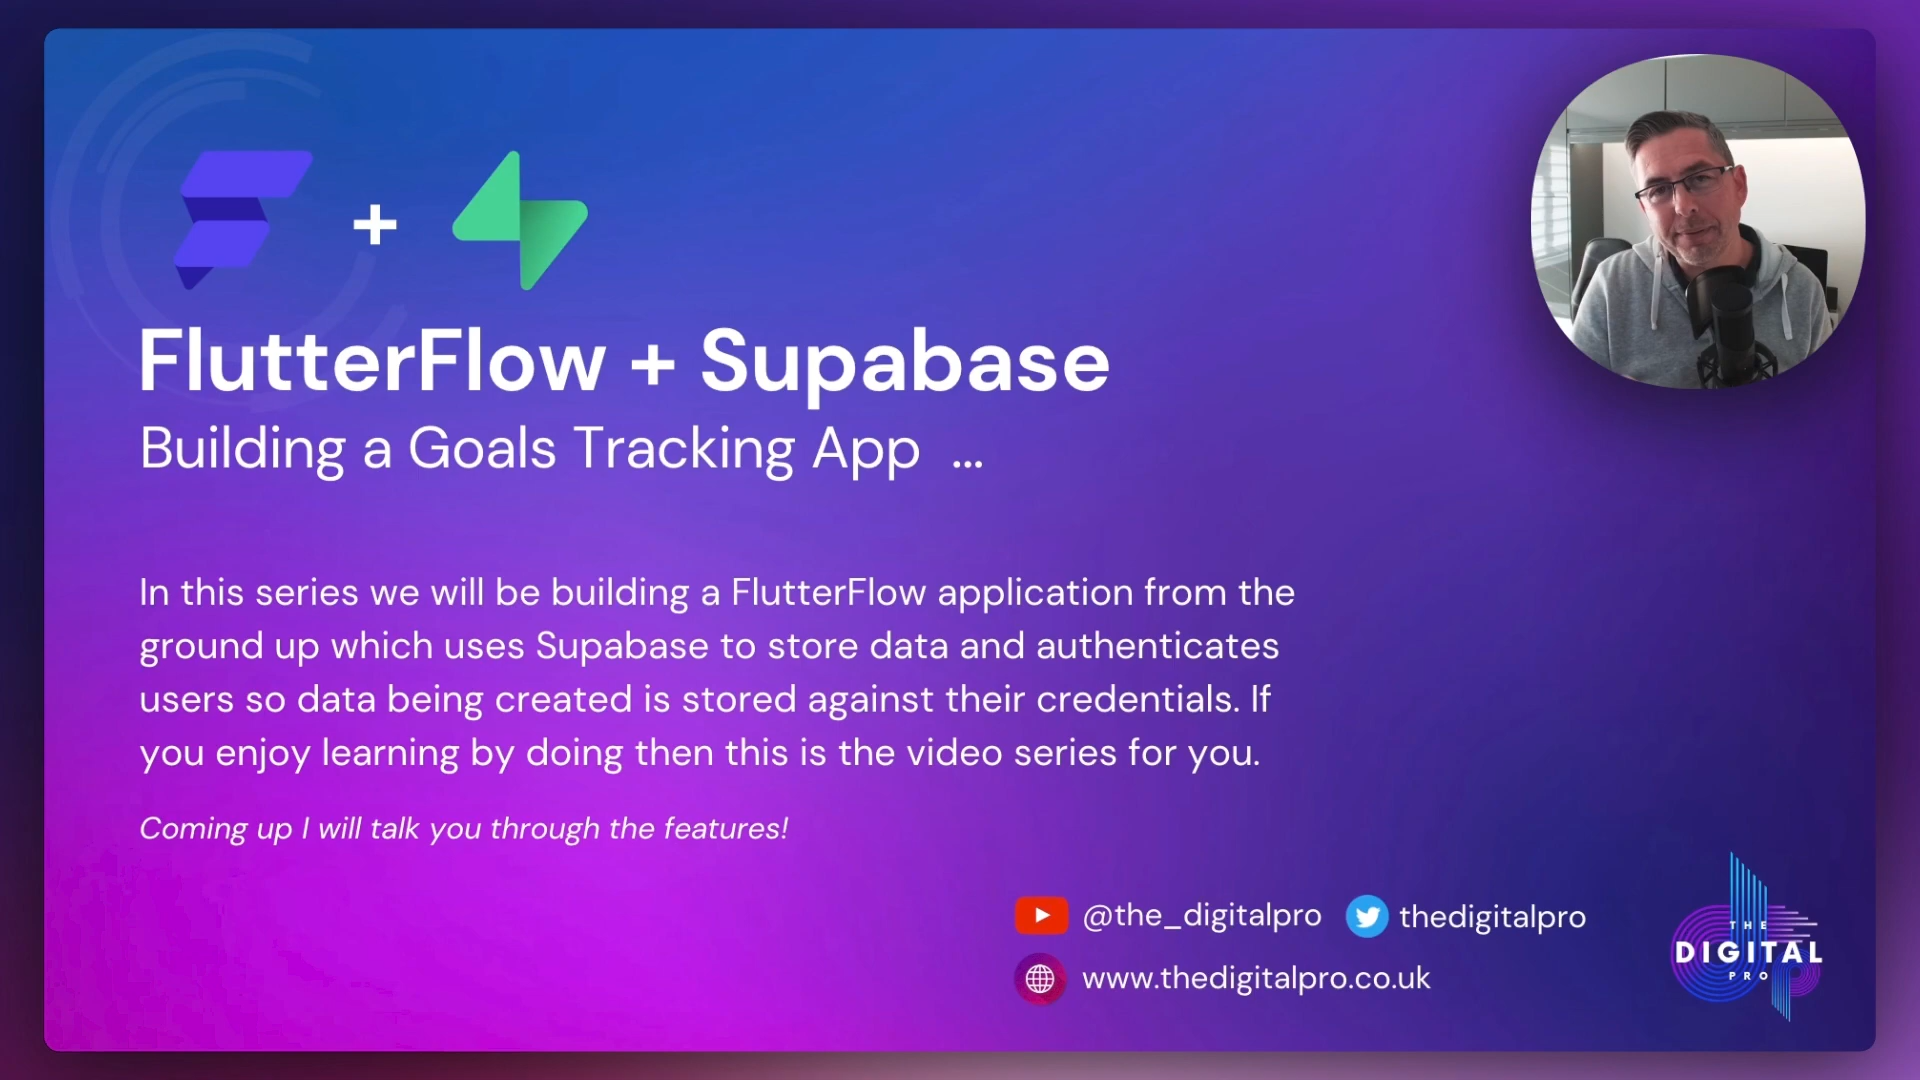 +
FlutterFlow + Supabase
Building a Goals Tracking App ...
In this series we will be building a FlutterFlow application from the
ground up which uses Supabase to store data and authenticates
users so data being created is stored against their credentials. If
you enjoy learning by doing then this is the video series for you.
Coming up I will talk you through the features!
@the_digitalpro thedigitalpro
www.thedigitalpro.co.uk
THE
DIGITAL
PRO